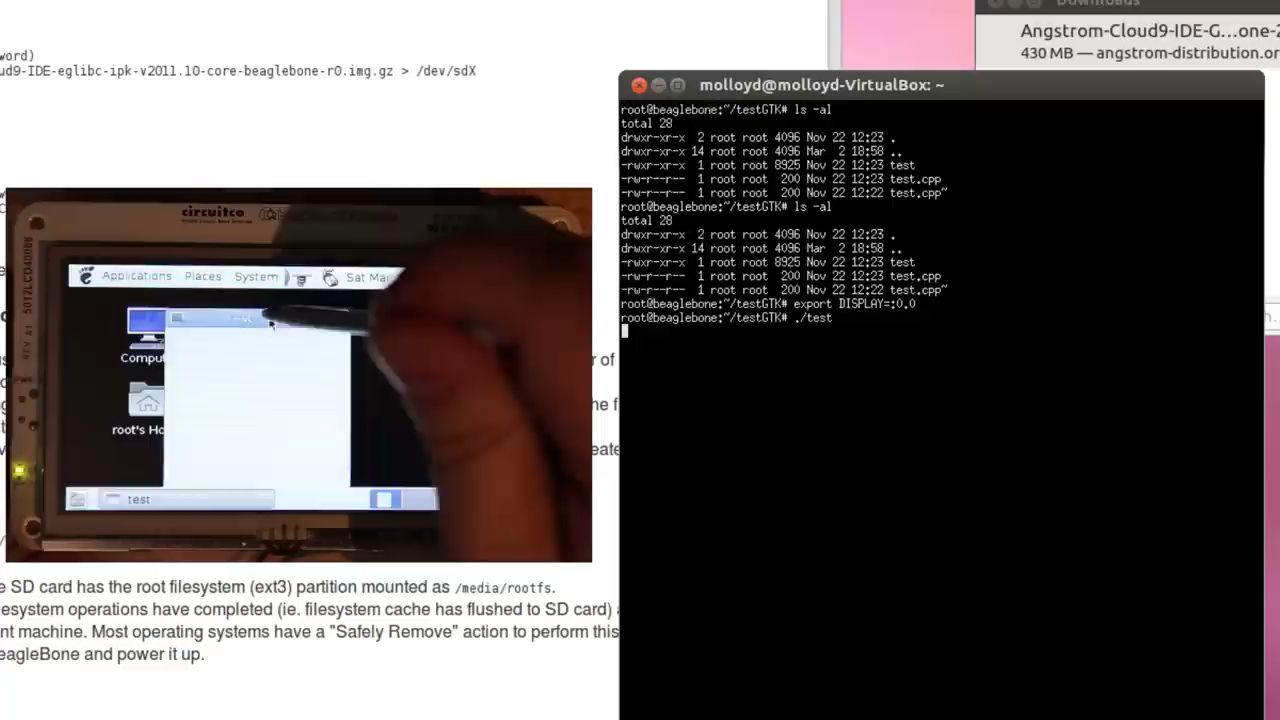 word)
ud9-IDE-eglibc-ipk-v2011.10-core-beaglebone-r0.img.gz > /dev/sdX
Angstrom-Cloud9-IDE-G…one-2
430 MB — angstrom-distribution.or
molloyd@molloyd-VirtualBox: ~
root@beaglebone:~/testGTK# ls -al
total 28
drwxr-xr-x 2 root root 4096 Nov 22 12:23 .
drwxr-xr-x 14 root root 4096 Mar 2 18:58 ..
-rwxr-xr-x 1 root root 8925 Nov 22 12:23 test
-rw-r--r-- 1 root root 200 Nov 22 12:23 test.cpp
-rw-r--r-- 1 root root 200 Nov 22 12:22 test.cpp~
root@beaglebone:~/testGTK# ls -al
total 28
drwxr-xr-x 2 root root 4096 Nov 22 12:23 .
drwxr-xr-x 14 root root 4096 Mar 2 18:58 ..
-rwxr-xr-x 1 root root 8925 Nov 22 12:23 test
-rw-r--r-- 1 root root 200 Nov 22 12:23 test.cpp
-rw-r--r-- 1 root root 200 Nov 22 12:22 test.cpp~
root@beaglebone:~/testGTK# export DISPLAY=:0.0
root@beaglebone:~/testGTK# ./test
circuitco
5012LCD40086
REV A1
Applications Places System Sat Mar
Comput
root's Ho
test
er of
he f
eate
h.
e SD card has the root filesystem (ext3) partition mounted as /media/rootfs.
esystem operations have completed (ie. filesystem cache has flushed to SD card)
nt machine. Most operating systems have a "Safely Remove" action to perform this
eagleBone and power it up.